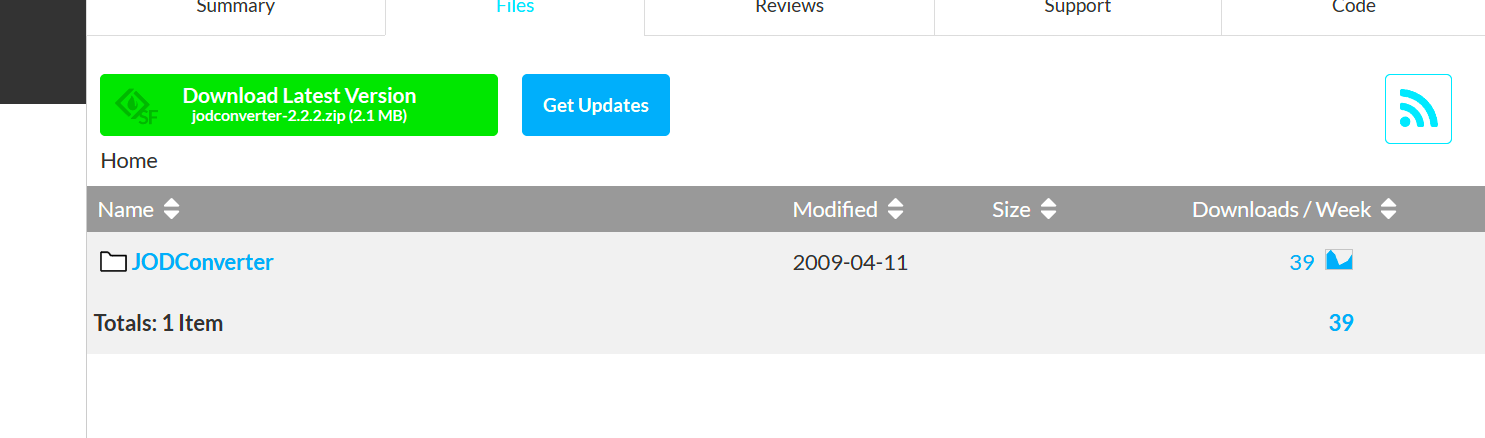 Summary Files Reviews Support Code
Download Latest Version
SF jodconverter-2.2.2.zip (2.1 MB)
Get Updates
Home
Name Modified Size Downloads / Week
JODConverter 2009-04-11 39
Totals: 1 Item 39